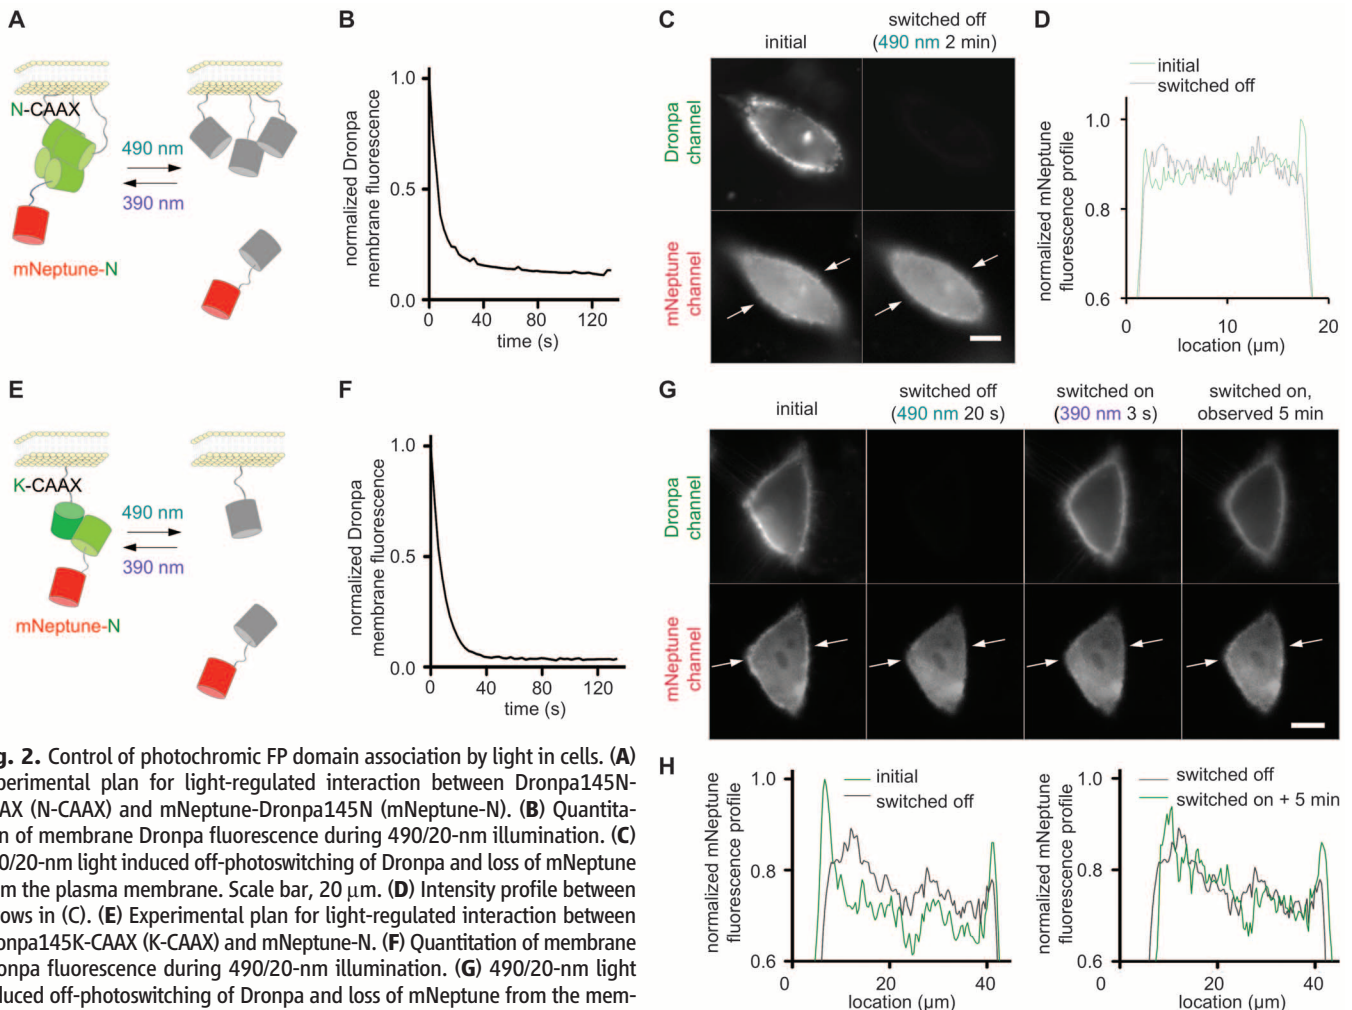 A
N-CAAX
490 nm
390 nm
mNeptune-N
B
normalized Dronpa
membrane fluorescence
1.0
0.5
0.0
0 40 80 120
time (s)
C
initial
switched off
(490 nm 2 min)
Dronpa
channel
mNeptune
channel
D
initial
switched off
normalized mNeptune
fluorescence profile
1.0
0.8
0.6
0 10 20
location (µm)
E
K-CAAX
490 nm
390 nm
mNeptune-N
F
normalized Dronpa
membrane fluorescence
1.0
0.5
0.0
0 40 80 120
time (s)
G
initial
switched off
(490 nm 20 s)
switched on
(390 nm 3 s)
switched on,
observed 5 min
Dronpa
channel
mNeptune
channel
H
normalized mNeptune
fluorescence profile
1.0
0.8
0.6
initial
switched off
0 20 40
location (µm)
normalized mNeptune
fluorescence profile
1.0
0.8
0.6
switched off
switched on + 5 min
0 20 40
location (µm)
g. 2. Control of photochromic FP domain association by light in cells. (A)
perimental plan for light-regulated interaction between Dronpa145N-
AX (N-CAAX) and mNeptune-Dronpa145N (mNeptune-N). (B) Quantita-
n of membrane Dronpa fluorescence during 490/20-nm illumination. (C)
0/20-nm light induced off-photoswitching of Dronpa and loss of mNeptune
m the plasma membrane. Scale bar, 20 µm. (D) Intensity profile between
ows in (C). (E) Experimental plan for light-regulated interaction between
onpa145K-CAAX (K-CAAX) and mNeptune-N. (F) Quantitation of membrane
onpa fluorescence during 490/20-nm illumination. (G) 490/20-nm light
duced off-photoswitching of Dronpa and loss of mNeptune from the mem-